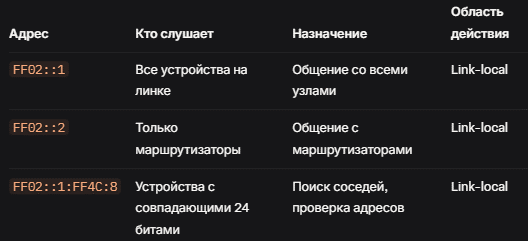 Адрес Кто слушает Назначение Область действия
FF02::1 Все устройства на линке Общение со всеми узлами Link-local
FF02::2 Только маршрутизаторы Общение с маршрутизаторами Link-local
FF02::1:FF4C:8 Устройства с совпадающими 24 битами Поиск соседей, проверка адресов Link-local